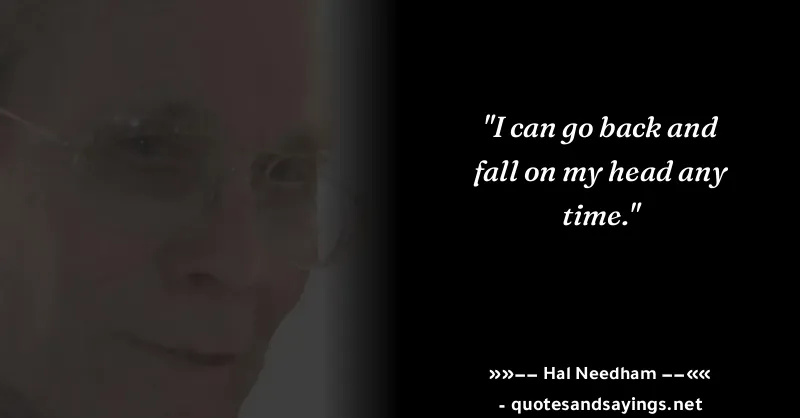 "I can go back and
fall on my head any
time."
»»−− Hal Needham −−««
- quotesandsayings.net